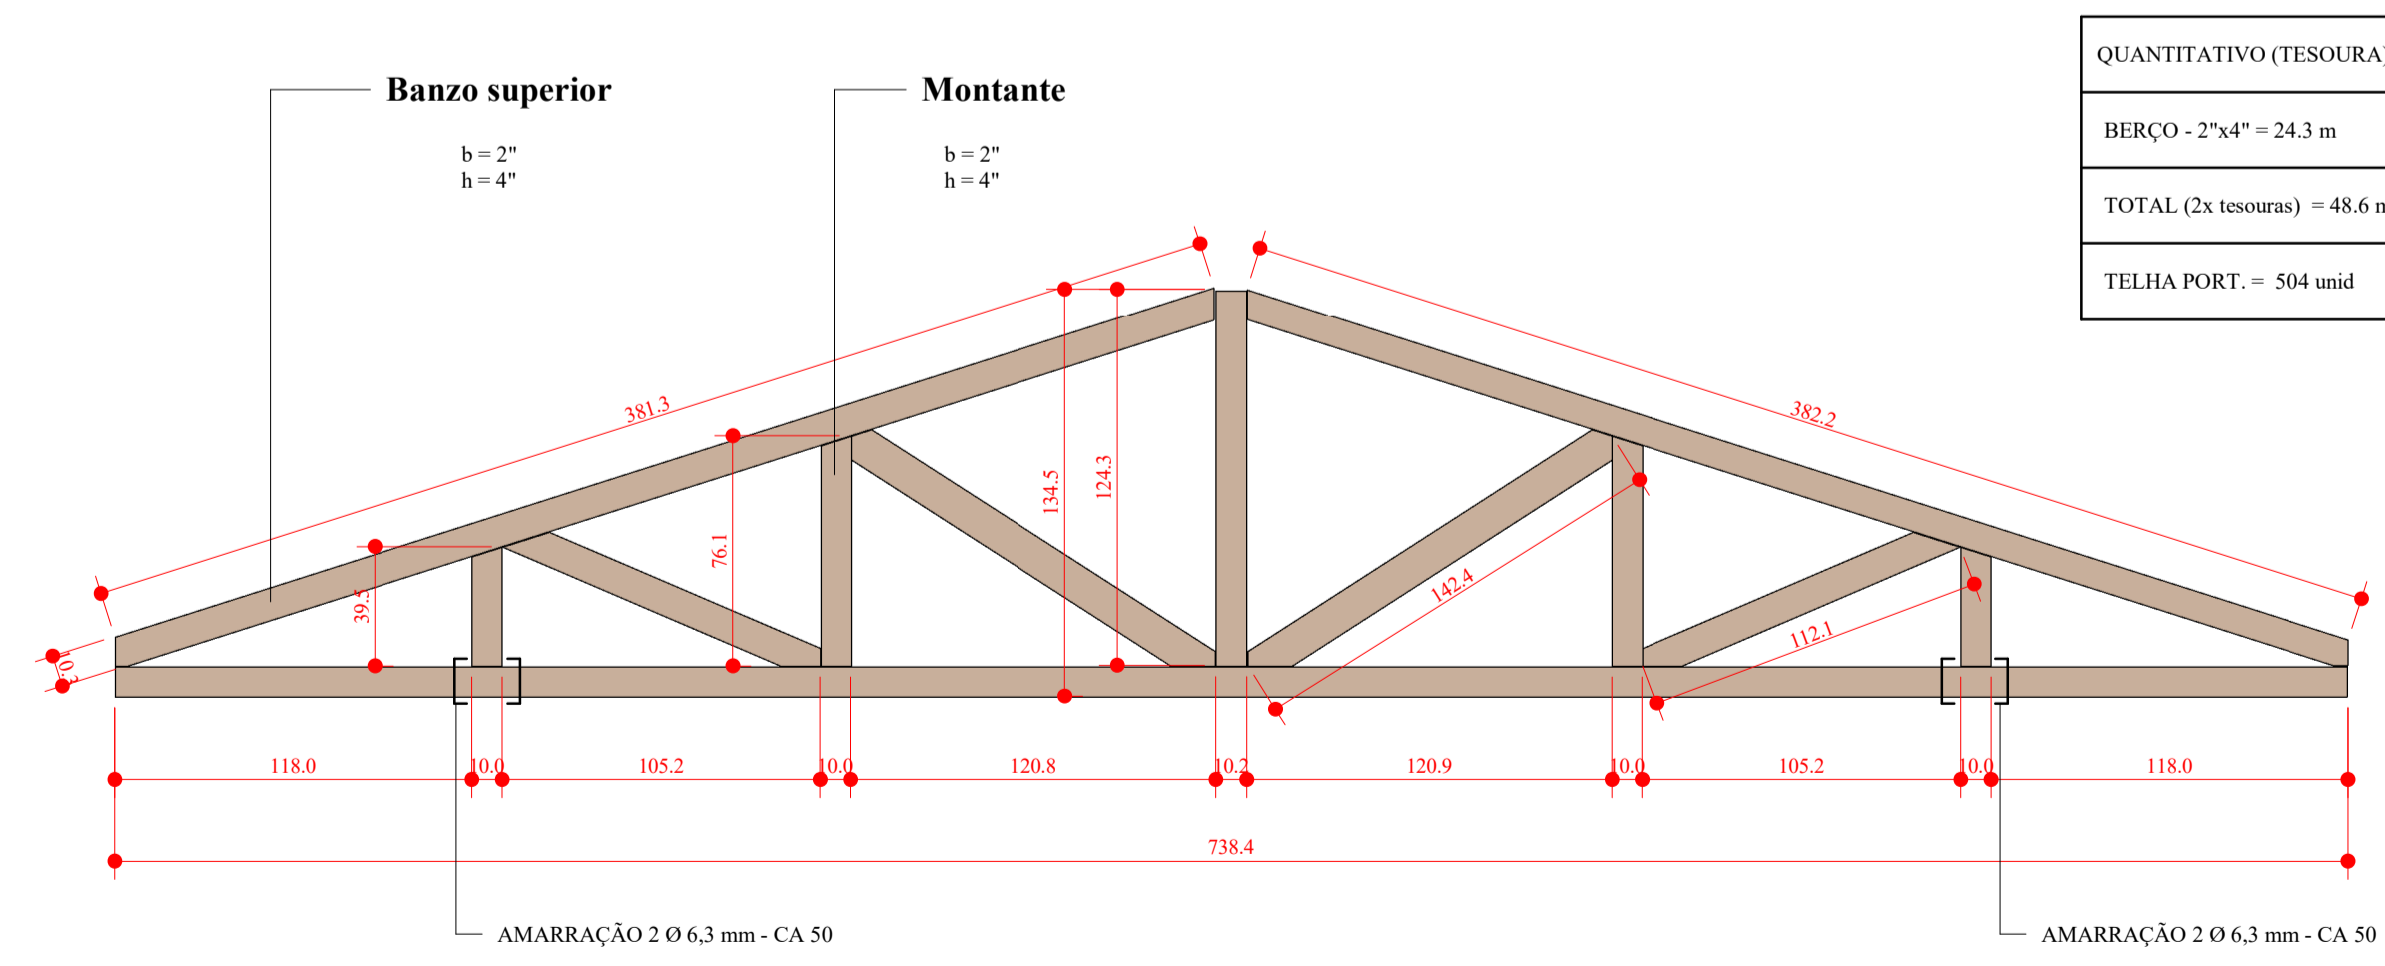 QUANTITATIVO (TESOURA)
BERÇO - 2"x4" = 24.3 m
TOTAL (2x tesouras) = 48.6 m
TELHA PORT. = 504 unid
Banzo superior
b = 2"
h = 4"
Montante
b = 2"
h = 4"
381.3
382.2
134.5
124.3
76.1
39.5
10.3
142.4
112.1
118.0
10.0
105.2
10.0
120.8
10.2
120.9
10.0
105.2
10.0
118.0
738.4
AMARRAÇÃO 2 Ø 6,3 mm - CA 50
AMARRAÇÃO 2 Ø 6,3 mm - CA 50